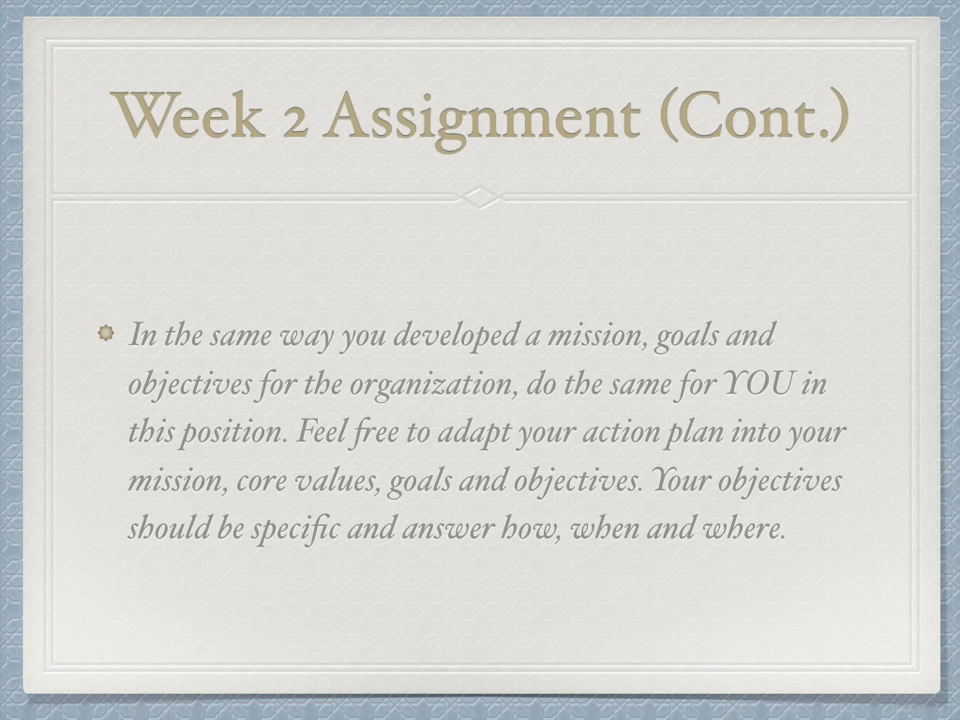 Week 2 Assignment (Cont.)
In the same way you developed a mission, goals and
objectives for the organization, do the same for YOU in
this position. Feel free to adapt your action plan into your
mission, core values, goals and objectives. Your objectives
should be specific and answer how, when and where.